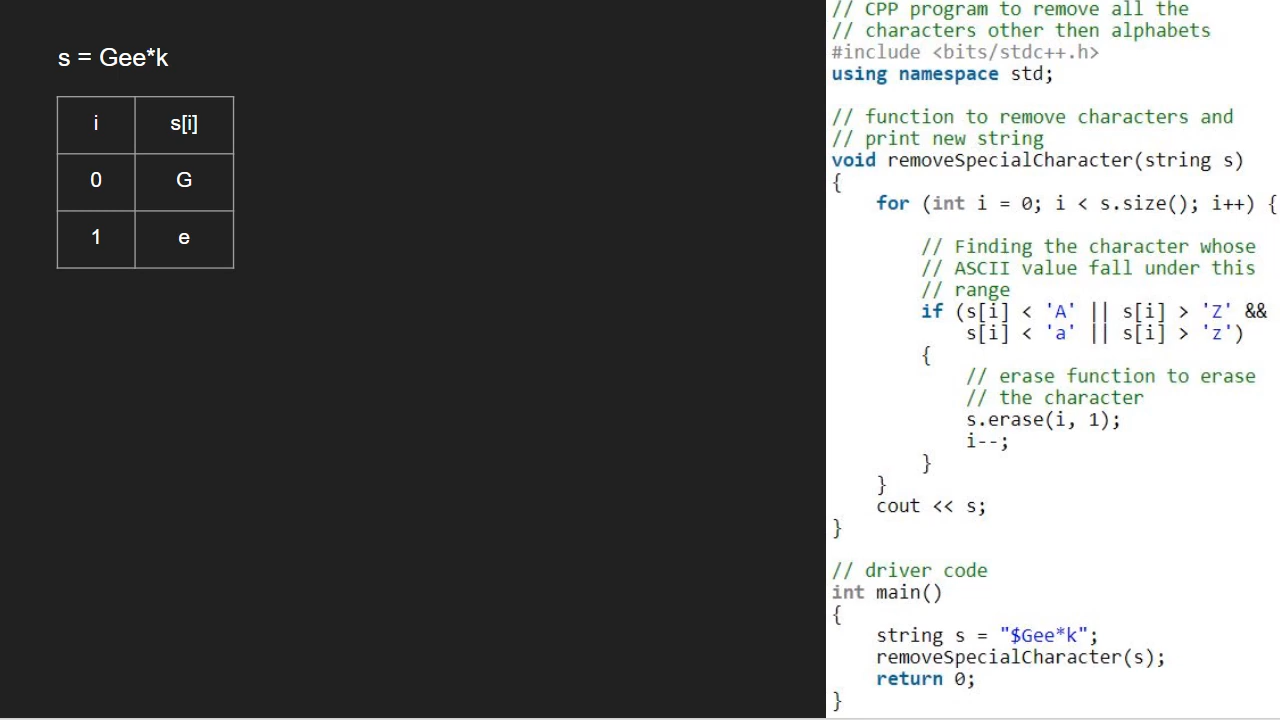 s = Gee*k
i s[i]
0 G
1 e
// CPP program to remove all the
// characters other then alphabets
#include <bits/stdc++.h>
using namespace std;
// function to remove characters and
// print new string
void removeSpecialCharacter(string s)
{
for (int i = 0; i < s.size(); i++) {
// Finding the character whose
// ASCII value fall under this
// range
if (s[i] < 'A' || s[i] > 'Z' &&
s[i] < 'a' || s[i] > 'z')
{
// erase function to erase
// the character
s.erase(i, 1);
i--;
}
}
cout << s;
}
// driver code
int main()
{
string s = "$Gee*k";
removeSpecialCharacter(s);
return 0;
}